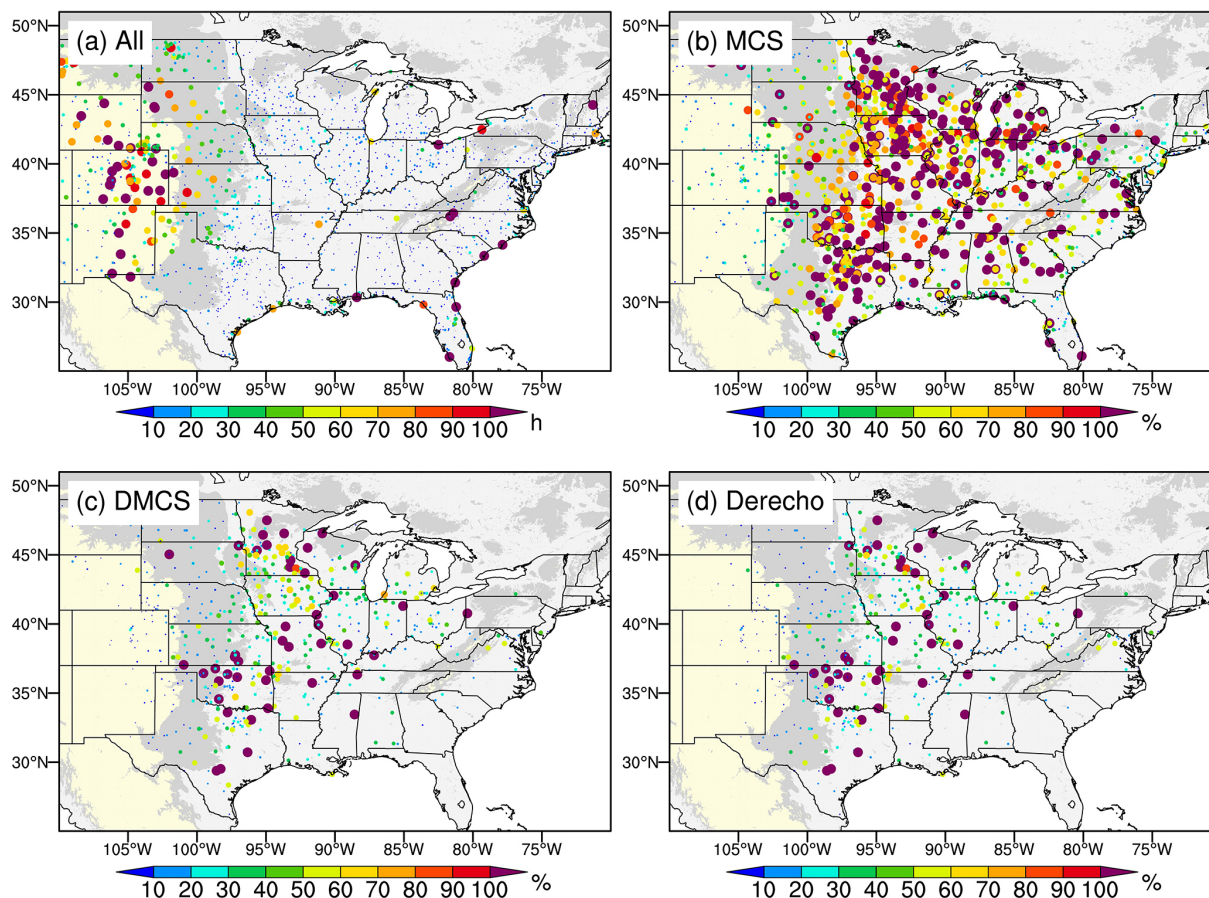 (a) All
50°N
45°N
40°N
35°N
30°N
105°W 100°W 95°W 90°W 85°W 80°W 75°W
10 20 30 40 50 60 70 80 90 100 h
(b) MCS
50°N
45°N
40°N
35°N
30°N
105°W 100°W 95°W 90°W 85°W 80°W 75°W
10 20 30 40 50 60 70 80 90 100 %
(c) DMCS
50°N
45°N
40°N
35°N
30°N
105°W 100°W 95°W 90°W 85°W 80°W 75°W
10 20 30 40 50 60 70 80 90 100 %
(d) Derecho
50°N
45°N
40°N
35°N
30°N
105°W 100°W 95°W 90°W 85°W 80°W 75°W
10 20 30 40 50 60 70 80 90 100 %